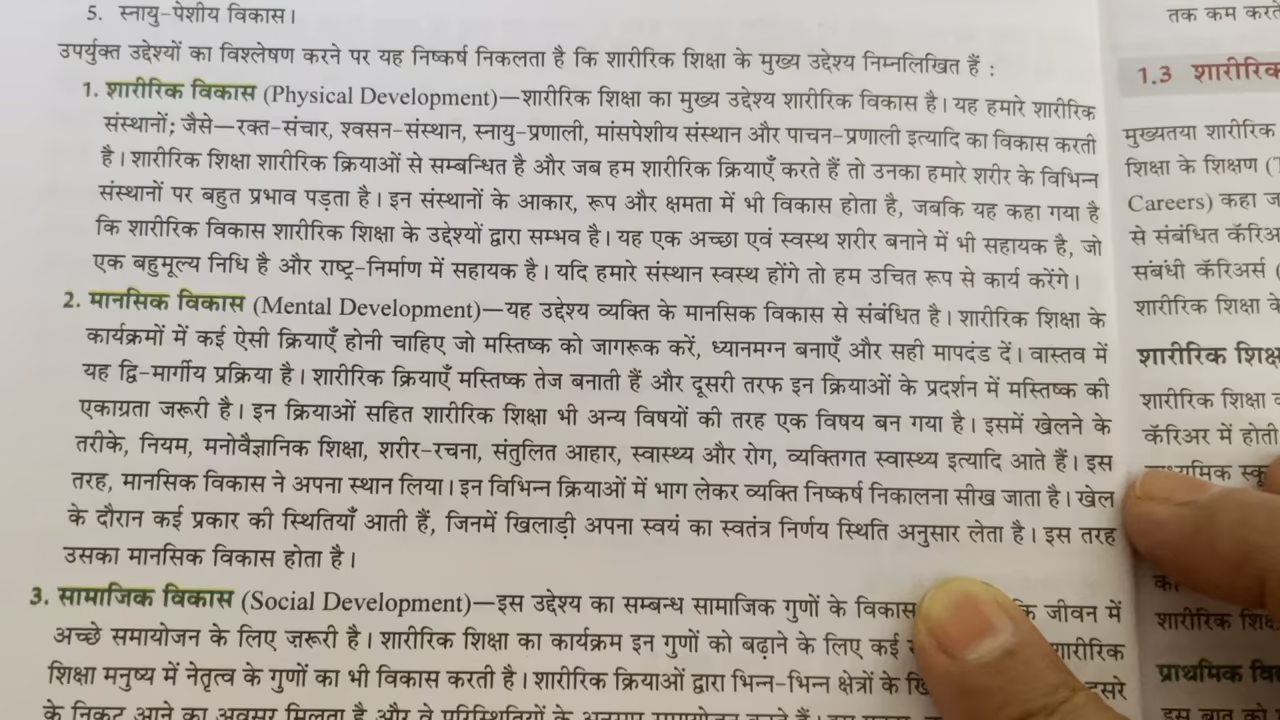 5. स्नायु-पेशीय विकास।
उपर्युक्त उद्देश्यों का विश्लेषण करने पर यह निष्कर्ष निकलता है कि शारीरिक शिक्षा के मुख्य उद्देश्य निम्नलिखित हैं :
1. शारीरिक विकास (Physical Development)—शारीरिक शिक्षा का मुख्य उद्देश्य शारीरिक विकास है। यह हमारे शारीरिक
संस्थानों; जैसे—रक्त-संचार, श्वसन-संस्थान, स्नायु-प्रणाली, मांसपेशीय संस्थान और पाचन-प्रणाली इत्यादि का विकास करती
है। शारीरिक शिक्षा शारीरिक क्रियाओं से सम्बन्धित है और जब हम शारीरिक क्रियाएँ करते हैं तो उनका हमारे शरीर के विभिन्न
संस्थानों पर बहुत प्रभाव पड़ता है। इन संस्थानों के आकार, रूप और क्षमता में भी विकास होता है, जबकि यह कहा गया है
कि शारीरिक विकास शारीरिक शिक्षा के उद्देश्यों द्वारा सम्भव है। यह एक अच्छा एवं स्वस्थ शरीर बनाने में भी सहायक है, जो
एक बहुमूल्य निधि है और राष्ट्र-निर्माण में सहायक है। यदि हमारे संस्थान स्वस्थ होंगे तो हम उचित रूप से कार्य करेंगे।
2. मानसिक विकास (Mental Development)—यह उद्देश्य व्यक्ति के मानसिक विकास से संबंधित है। शारीरिक शिक्षा के
कार्यक्रमों में कई ऐसी क्रियाएँ होनी चाहिए जो मस्तिष्क को जागरूक करें, ध्यानमग्न बनाएँ और सही मापदंड दें। वास्तव में
यह द्वि-मार्गीय प्रक्रिया है। शारीरिक क्रियाएँ मस्तिष्क तेज बनाती हैं और दूसरी तरफ इन क्रियाओं के प्रदर्शन में मस्तिष्क की
एकाग्रता जरूरी है। इन क्रियाओं सहित शारीरिक शिक्षा भी अन्य विषयों की तरह एक विषय बन गया है। इसमें खेलने के
तरीके, नियम, मनोवैज्ञानिक शिक्षा, शरीर-रचना, संतुलित आहार, स्वास्थ्य और रोग, व्यक्तिगत स्वास्थ्य इत्यादि आते हैं। इस
तरह, मानसिक विकास ने अपना स्थान लिया। इन विभिन्न क्रियाओं में भाग लेकर व्यक्ति निष्कर्ष निकालना सीख जाता है। खेल
के दौरान कई प्रकार की स्थितियाँ आती हैं, जिनमें खिलाड़ी अपना स्वयं का स्वतंत्र निर्णय स्थिति अनुसार लेता है। इस तरह
उसका मानसिक विकास होता है।
3. सामाजिक विकास (Social Development)—इस उद्देश्य का सम्बन्ध सामाजिक गुणों के विकास जीवन में
अच्छे समायोजन के लिए ज़रूरी है। शारीरिक शिक्षा का कार्यक्रम इन गुणों को बढ़ाने के लिए कई
शिक्षा मनुष्य में नेतृत्व के गुणों का भी विकास करती है। शारीरिक क्रियाओं द्वारा भिन्न-भिन्न क्षेत्रों के
के निकट आने का अवसर मिलता है और वे परिस्थितियों के अनुसार
तक कम करते
1.3 शारीरिक
मुख्यतया शारीरिक
शिक्षा के शिक्षण
Careers) कहा
से संबंधित
संबंधी कॅरिअर्स
शारीरिक शिक्षा के
शारीरिक
शारीरिक शिक्षा
कॅरिअर में होती
शारीरिक
प्राथमिक
इस बात को